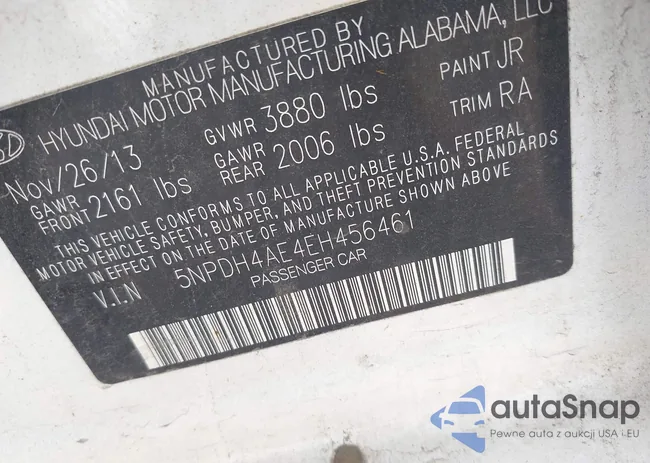 MANUFACTURED BY
HYUNDAI MOTOR MANUFACTURING ALABAMA, LLC
Nov/26/13 GVWR 3880 lbs PAINT JR
GAWR FRONT 2161 lbs GAWR REAR 2006 lbs TRIM RA
THIS VEHICLE CONFORMS TO ALL APPLICABLE U.S.A. FEDERAL
MOTOR VEHICLE SAFETY, BUMPER, AND THEFT PREVENTION STANDARDS
IN EFFECT ON THE DATE OF MANUFACTURE SHOWN ABOVE
V.I.N 5NPDH4AE4EH456461
PASSENGER CAR
autaSnap
Pewne auta z aukcji USA i EU